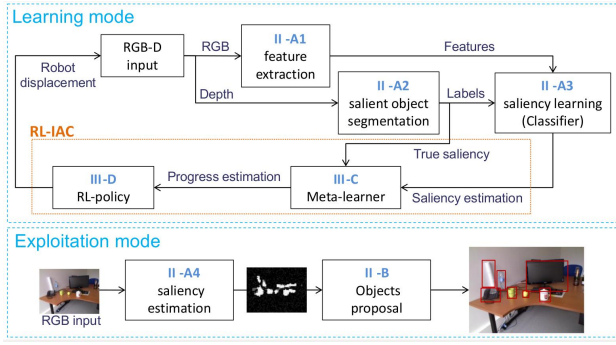 Learning mode
RGB-D
input
RGB
II -A1
feature
extraction
Features
Robot
displacement
Depth
II -A2
salient object
segmentation
Labels
II -A3
saliency learning
(Classifier)
RL-IAC
True saliency
III-D
RL-policy
Progress estimation
III-C
Meta-learner
Saliency estimation
Exploitation mode
RGB input
II -A4
saliency
estimation
II -B
Objects
proposal